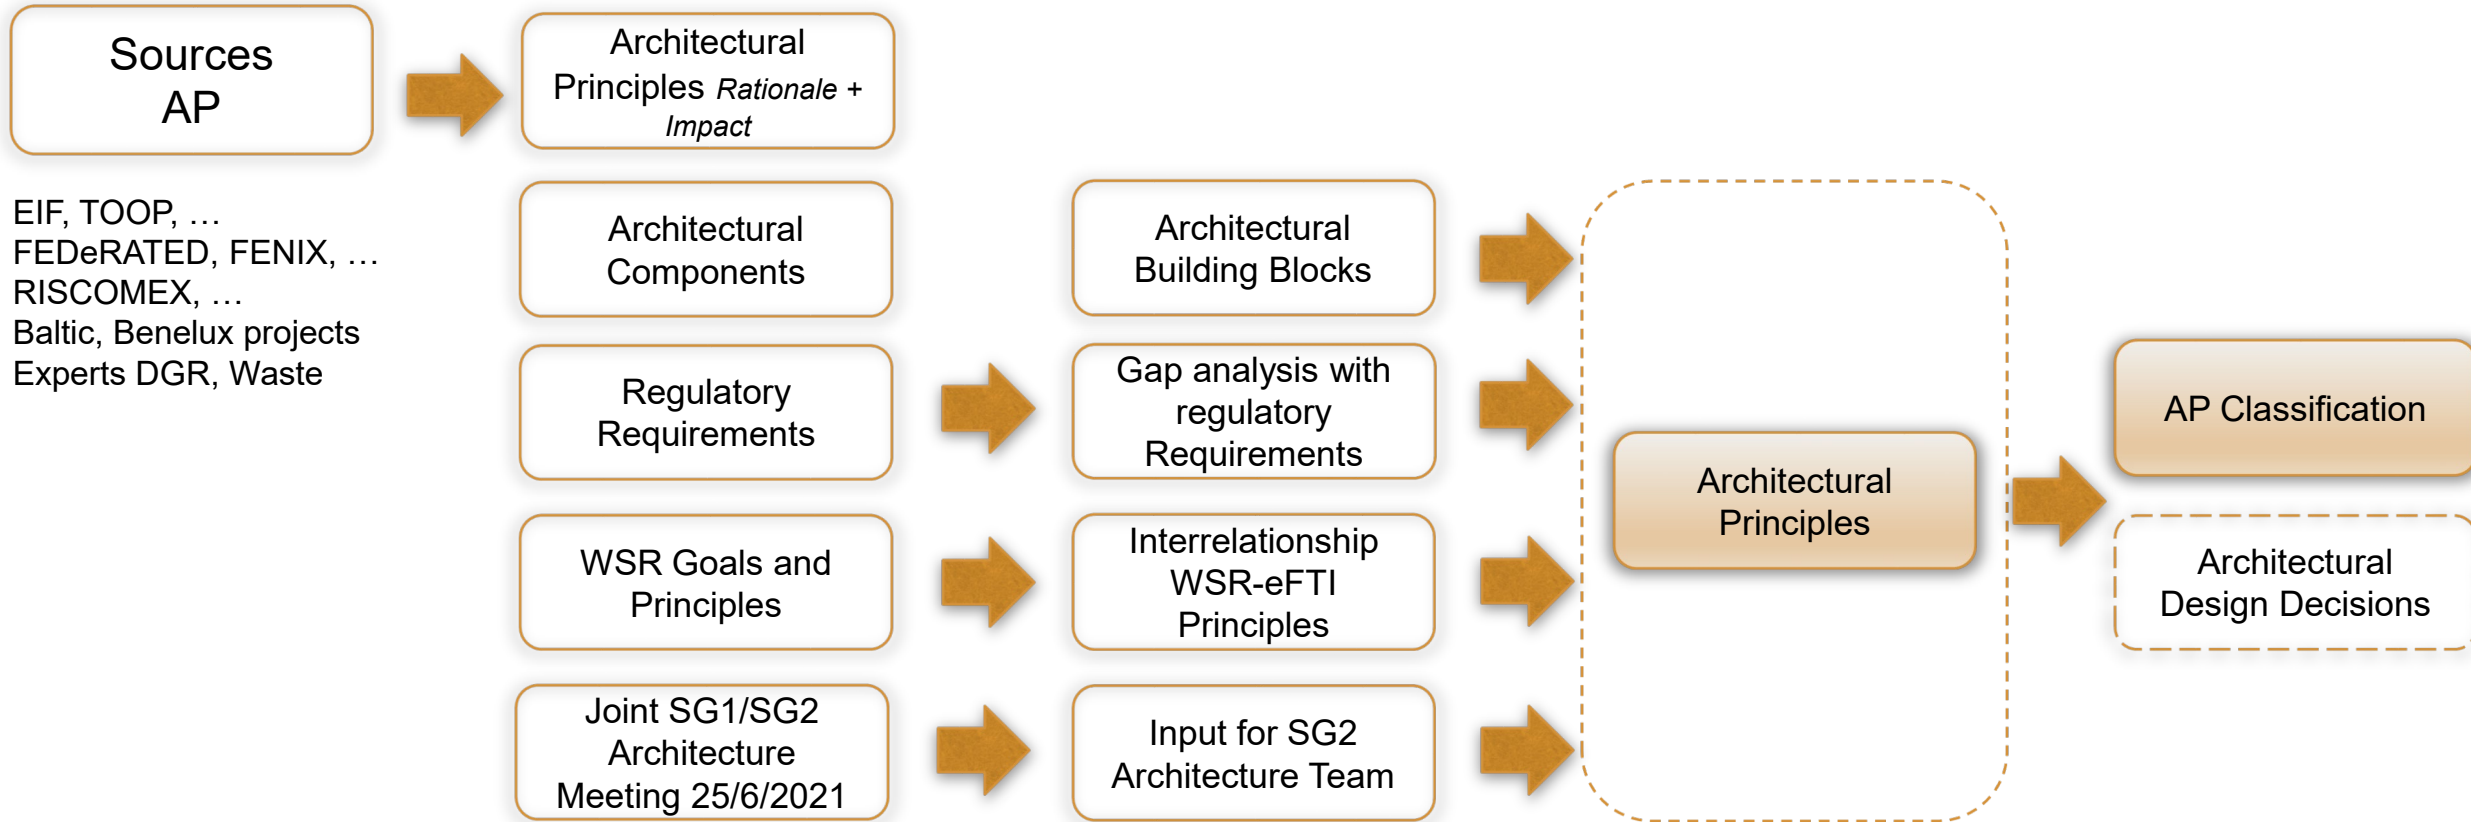 Sources
AP
EIF, TOOP, …
FEDeRATED, FENIX, …
RISCOMEX, …
Baltic, Benelux projects
Experts DGR, Waste
Architectural
Principles Rationale +
Impact
Architectural
Components
Regulatory
Requirements
WSR Goals and
Principles
Joint SG1/SG2
Architecture
Meeting 25/6/2021
Architectural
Building Blocks
Gap analysis with
regulatory
Requirements
Interrelationship
WSR-eFTI
Principles
Input for SG2
Architecture Team
Architectural
Principles
AP Classification
Architectural
Design Decisions